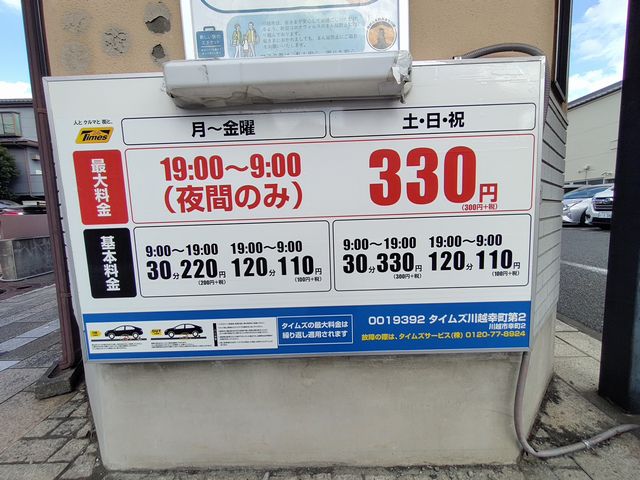 人と クルマと 街と。
Times
月〜金曜
土・日・祝
最大料金
19:00〜9:00
(夜間のみ)
330円
(300円+税)
基本料金
9:00〜19:00
30分220円
(200円+税)
19:00〜9:00
120分110円
(100円+税)
9:00〜19:00
30分330円
(300円+税)
19:00〜9:00
120分110円
(100円+税)
タイムズの最大料金は
繰り返し適用されます
0019392 タイムズ川越幸町第2
川越市幸町2
故障の際は、タイムズサービス(株) 0120-77-8924